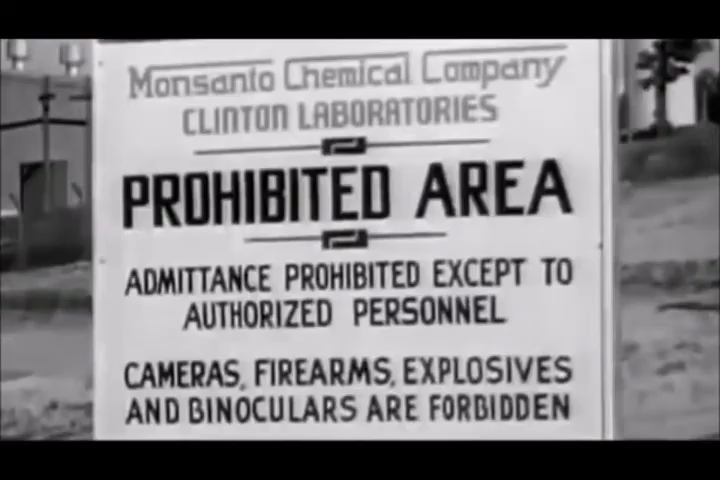 Monsanto Chemical Company
CLINTON LABORATORIES
PROHIBITED AREA
ADMITTANCE PROHIBITED EXCEPT TO
AUTHORIZED PERSONNEL
CAMERAS, FIREARMS, EXPLOSIVES
AND BINOCULARS ARE FORBIDDEN